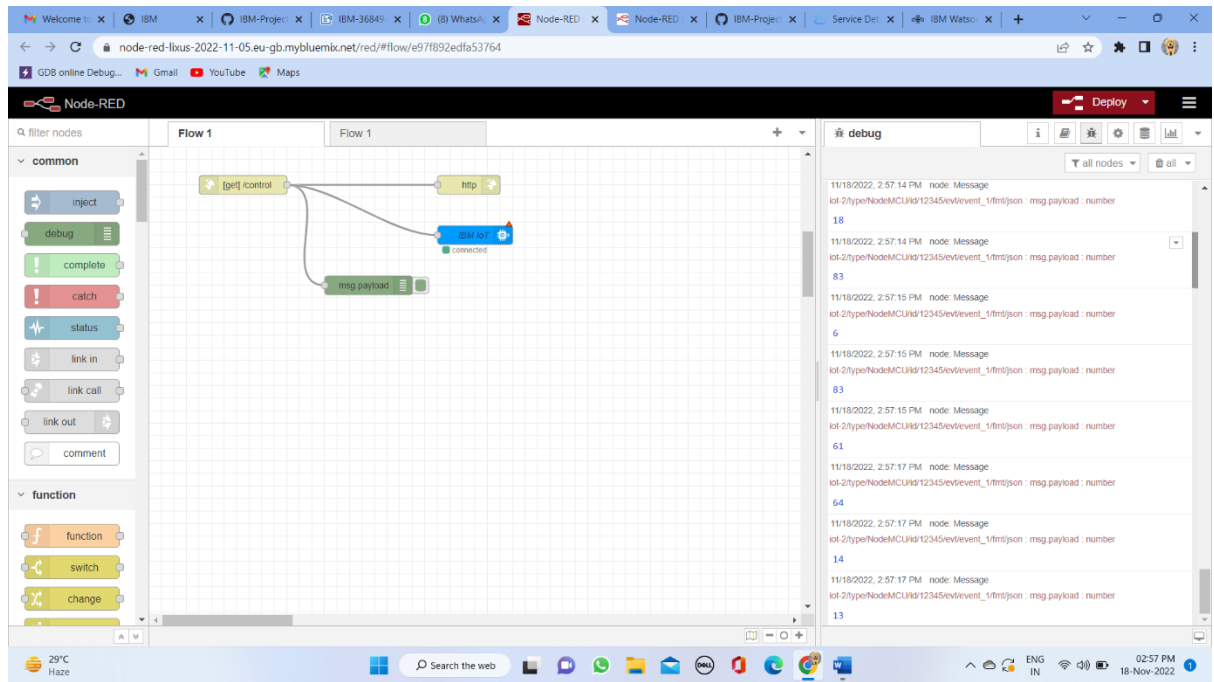 Welcome to
IBM
IBM-Project
IBM-36849-
(8) WhatsAp
Node-RED :
Node-RED :
IBM-Project
Service Det
IBM Watson
node-red-lixus-2022-11-05.eu-gb.mybluemix.net/red/#flow/e97f892edfa53764
GDB online Debug...
Gmail
YouTube
Maps
Node-RED
Deploy
filter nodes
Flow 1
Flow 1
debug
i
all nodes
all
common
inject
debug
complete
catch
status
link in
link call
link out
comment
function
function
switch
change
[get] /control
http
IBM IoT
connected
msg.payload
11/18/2022, 2:57:14 PM node: Message
iot-2/type/NodeMCU/id/12345/evt/event_1/fmt/json : msg.payload : number
18
11/18/2022, 2:57:14 PM node: Message
iot-2/type/NodeMCU/id/12345/evt/event_1/fmt/json : msg.payload : number
83
11/18/2022, 2:57:15 PM node: Message
iot-2/type/NodeMCU/id/12345/evt/event_1/fmt/json : msg.payload : number
6
11/18/2022, 2:57:15 PM node: Message
iot-2/type/NodeMCU/id/12345/evt/event_1/fmt/json : msg.payload : number
83
11/18/2022, 2:57:15 PM node: Message
iot-2/type/NodeMCU/id/12345/evt/event_1/fmt/json : msg.payload : number
61
11/18/2022, 2:57:17 PM node: Message
iot-2/type/NodeMCU/id/12345/evt/event_1/fmt/json : msg.payload : number
64
11/18/2022, 2:57:17 PM node: Message
iot-2/type/NodeMCU/id/12345/evt/event_1/fmt/json : msg.payload : number
14
11/18/2022, 2:57:17 PM node: Message
iot-2/type/NodeMCU/id/12345/evt/event_1/fmt/json : msg.payload : number
13
29°C
Haze
Search the web
DELL
ENG
IN
02:57 PM
18-Nov-2022
1